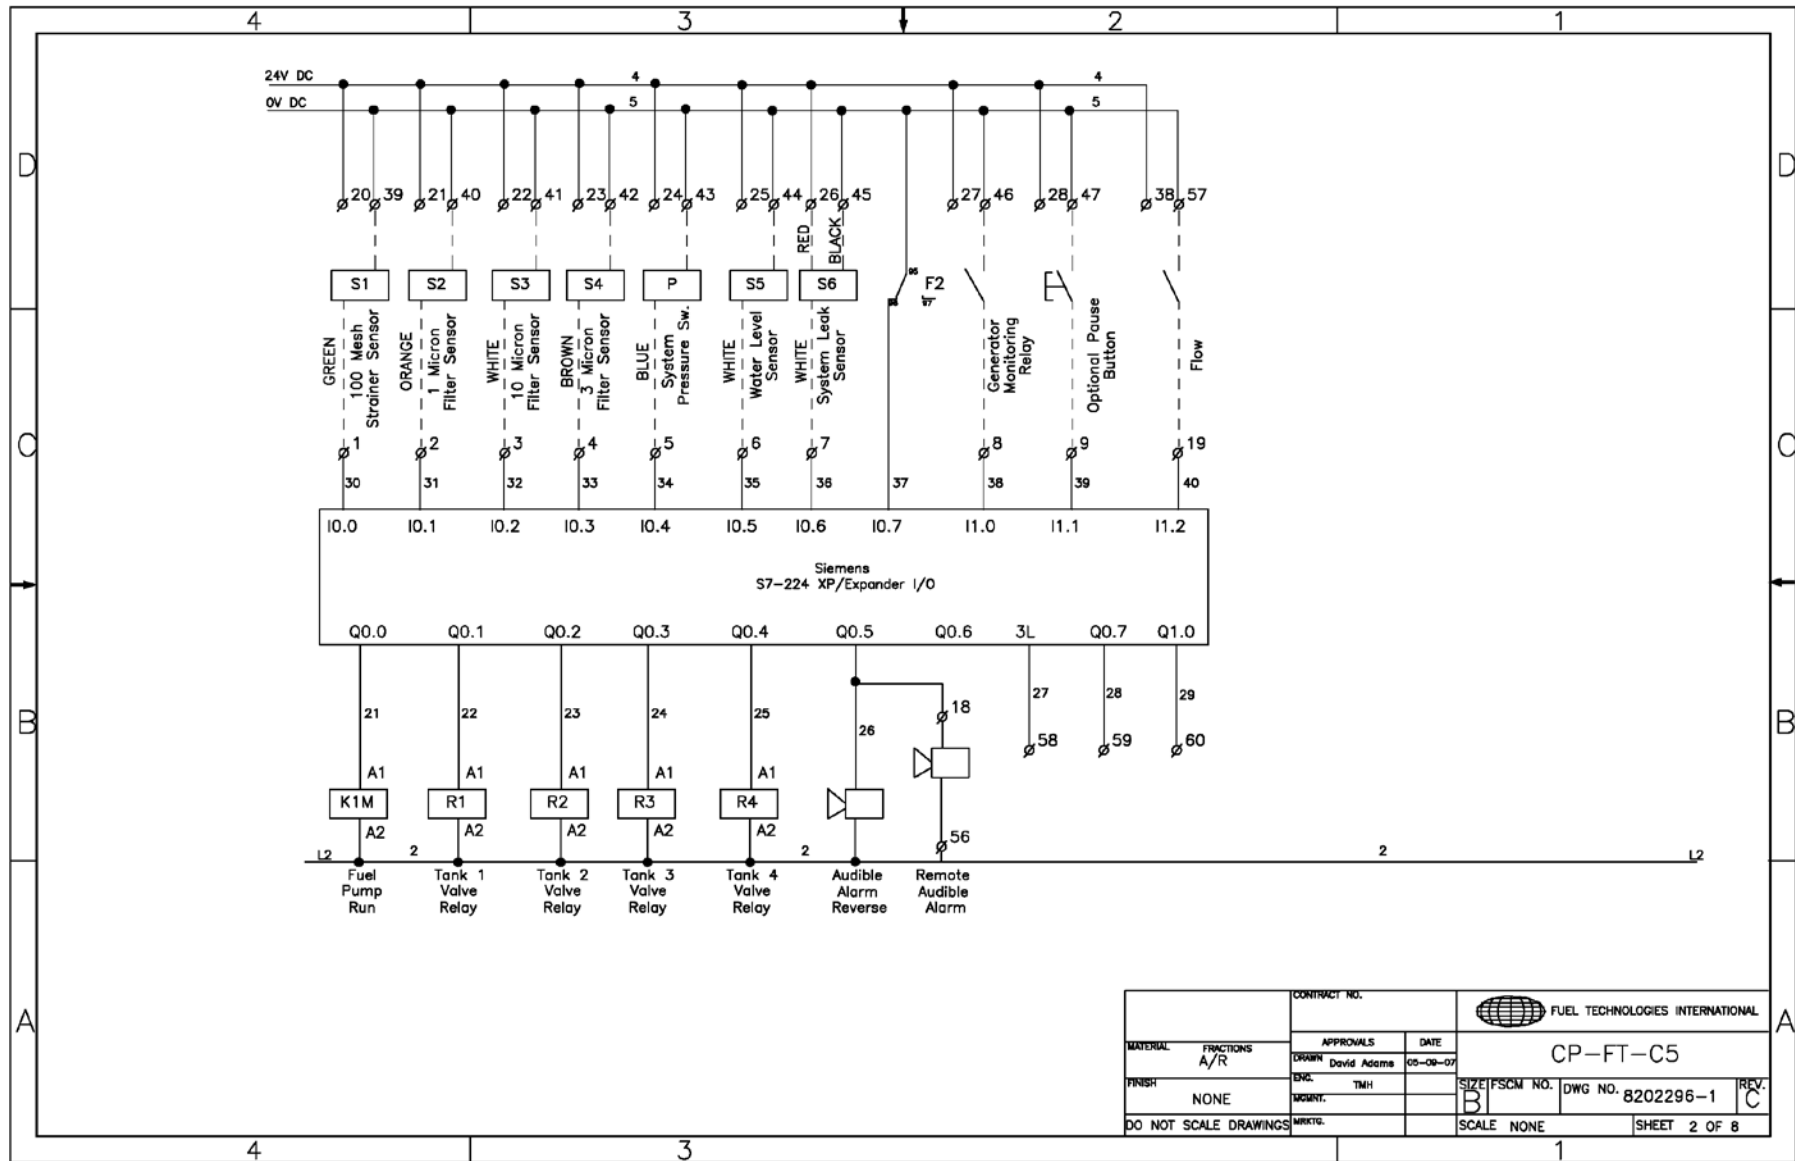 4 3 2 1
24V DC 4 4
0V DC 5 5
D D
20 39 21 40 22 41 23 42 24 43 25 44 26 45 27 46 28 47 38 57
RED BLACK
S1 S2 S3 S4 P S5 S6
95 F2
96 97
GREEN
100 Mesh
Strainer Sensor
ORANGE
1 Micron
Filter Sensor
WHITE
10 Micron
Filter Sensor
BROWN
3 Micron
Filter Sensor
BLUE
System
Pressure Sw.
WHITE
Water Level
Sensor
WHITE
System Leak
Sensor
Generator
Monitoring
Relay
Optional Pause
Button
Flow
C C
1 2 3 4 5 6 7 8 9 19
30 31 32 33 34 35 36 37 38 39 40
I0.0 I0.1 I0.2 I0.3 I0.4 I0.5 I0.6 I0.7 I1.0 I1.1 I1.2
Siemens
S7-224 XP/Expander I/O
Q0.0 Q0.1 Q0.2 Q0.3 Q0.4 Q0.5 Q0.6 3L Q0.7 Q1.0
B B
21 22 23 24 25 26 18 27 28 29
58 59 60
A1 A1 A1 A1 A1
K1M R1 R2 R3 R4
A2 A2 A2 A2 A2 56
L2 2 2 2 L2
Fuel
Pump
Run
Tank 1
Valve
Relay
Tank 2
Valve
Relay
Tank 3
Valve
Relay
Tank 4
Valve
Relay
Audible
Alarm
Reverse
Remote
Audible
Alarm
A A
CONTRACT NO.
FUEL TECHNOLOGIES INTERNATIONAL
MATERIAL FRACTIONS
A/R
APPROVALS DATE
DRAWN David Adams 05-09-07
CP-FT-C5
FINISH
NONE
ENG. TMH
MGMNT.
MRKTG.
SIZE B FSCM NO. DWG NO. 8202296-1 REV. C
DO NOT SCALE DRAWINGS
SCALE NONE SHEET 2 OF 8
4 3 1